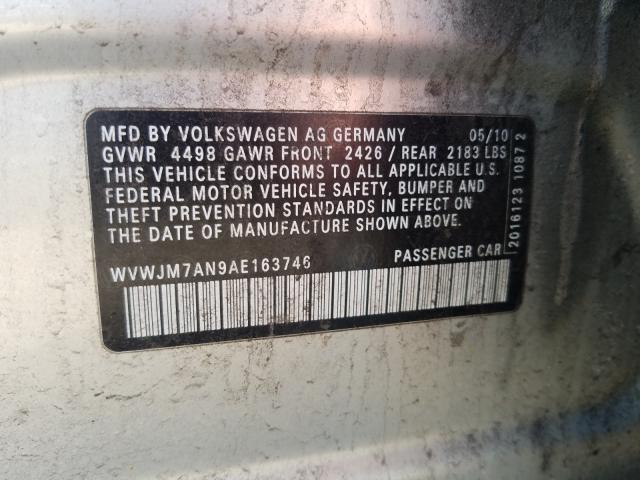 MFD BY VOLKSWAGEN AG GERMANY 05/10
GVWR 4498 GAWR FRONT 2426 / REAR 2183 LBS
THIS VEHICLE CONFORMS TO ALL APPLICABLE U.S.
FEDERAL MOTOR VEHICLE SAFETY, BUMPER AND
THEFT PREVENTION STANDARDS IN EFFECT ON
THE DATE OF MANUFACTURE SHOWN ABOVE.
WVWJM7AN9AE163746 PASSENGER CAR
2016123 1087 2